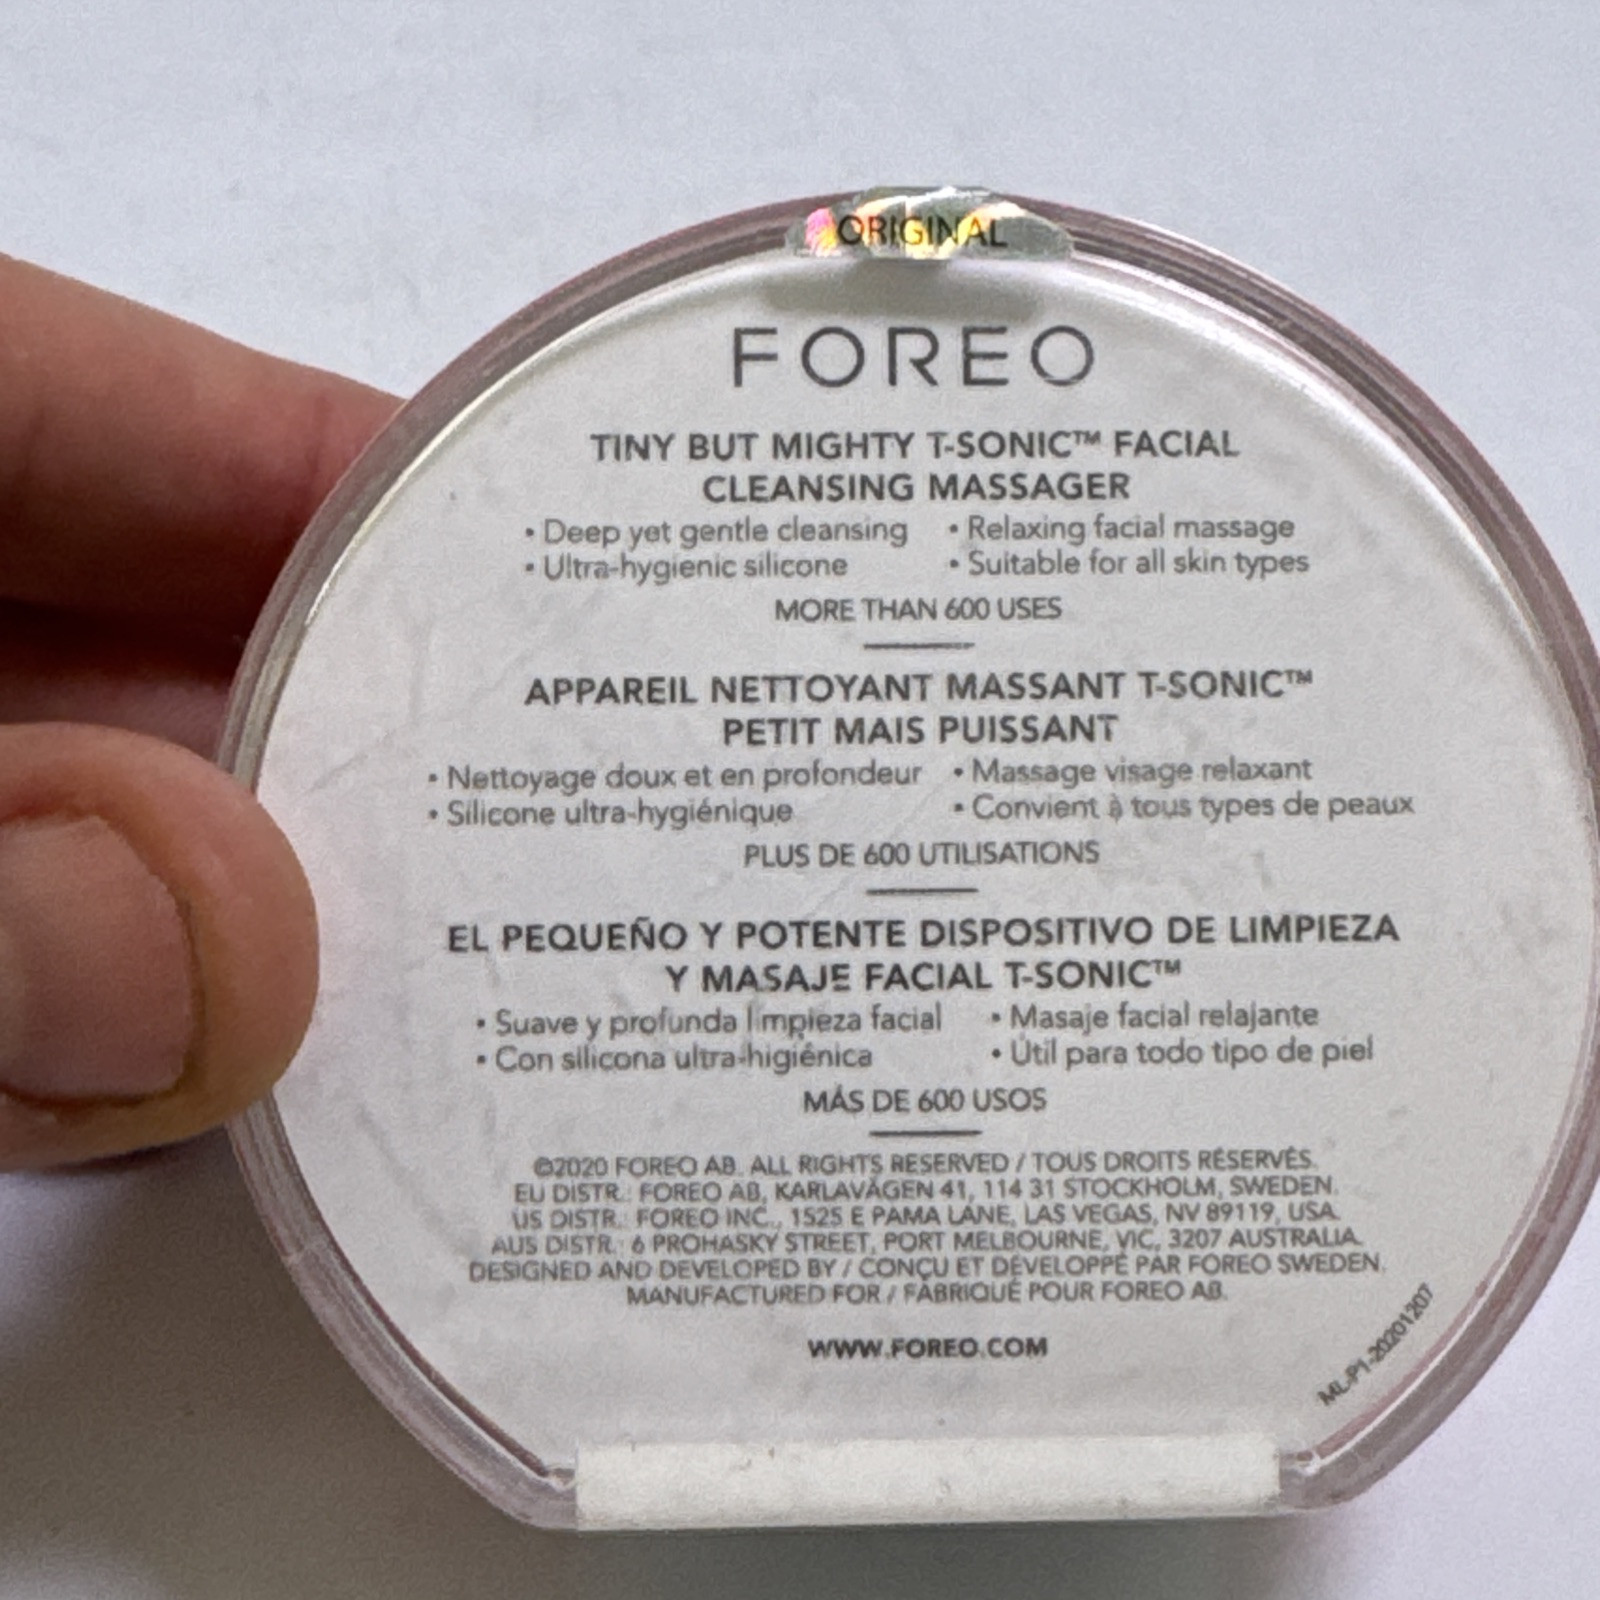 ORIGINAL
FOREO
TINY BUT MIGHTY T-SONIC™ FACIAL
CLEANSING MASSAGER
• Deep yet gentle cleansing • Relaxing facial massage
• Ultra-hygienic silicone • Suitable for all skin types
MORE THAN 600 USES
APPAREIL NETTOYANT MASSANT T-SONIC™
PETIT MAIS PUISSANT
• Nettoyage doux et en profondeur • Massage visage relaxant
• Silicone ultra-hygiénique • Convient à tous types de peaux
PLUS DE 600 UTILISATIONS
EL PEQUEÑO Y POTENTE DISPOSITIVO DE LIMPIEZA
Y MASAJE FACIAL T-SONIC™
• Suave y profunda limpieza facial • Masaje facial relajante
• Con silicona ultra-higiénica • Útil para todo tipo de piel
MÁS DE 600 USOS
©2020 FOREO AB. ALL RIGHTS RESERVED / TOUS DROITS RÉSERVÉS.
EU DISTR.: FOREO AB, KARLAVÄGEN 41, 114 31 STOCKHOLM, SWEDEN.
US DISTR.: FOREO INC., 1525 E PAMA LANE, LAS VEGAS, NV 89119, USA.
AUS DISTR.: 6 PROHASKY STREET, PORT MELBOURNE, VIC, 3207 AUSTRALIA.
DESIGNED AND DEVELOPED BY / CONÇU ET DÉVELOPPÉ PAR FOREO SWEDEN.
MANUFACTURED FOR / FABRIQUÉ POUR FOREO AB.
WWW.FOREO.COM
ML-P1-20201207